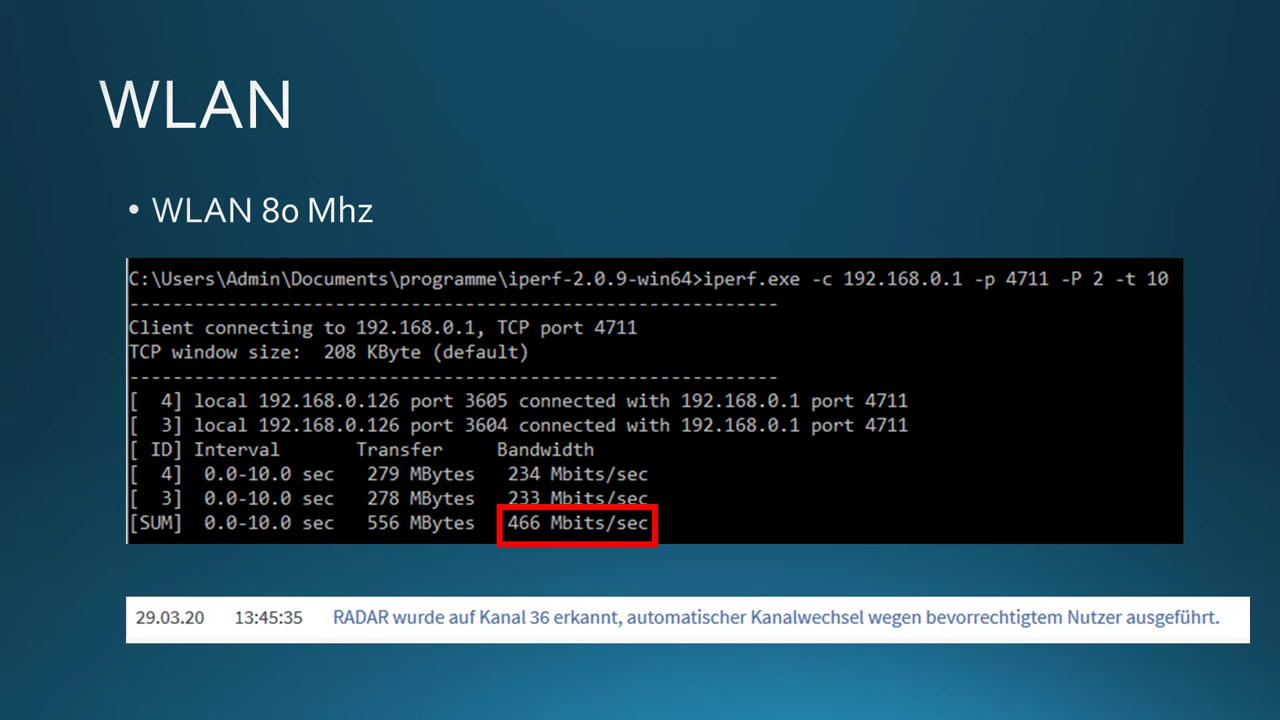 WLAN
• WLAN 80 Mhz
C:\Users\Admin\Documents\programme\iperf-2.0.9-win64>iperf.exe -c 192.168.0.1 -p 4711 -P 2 -t 10
------------------------------------------------------------
Client connecting to 192.168.0.1, TCP port 4711
TCP window size:  208 KByte (default)
------------------------------------------------------------
[  4] local 192.168.0.126 port 3605 connected with 192.168.0.1 port 4711
[  3] local 192.168.0.126 port 3604 connected with 192.168.0.1 port 4711
[ ID] Interval       Transfer     Bandwidth
[  4]  0.0-10.0 sec   279 MBytes   234 Mbits/sec
[  3]  0.0-10.0 sec   278 MBytes   233 Mbits/sec
[SUM]  0.0-10.0 sec   556 MBytes   466 Mbits/sec
29.03.20 13:45:35 RADAR wurde auf Kanal 36 erkannt, automatischer Kanalwechsel wegen bevorrechtigtem Nutzer ausgeführt.